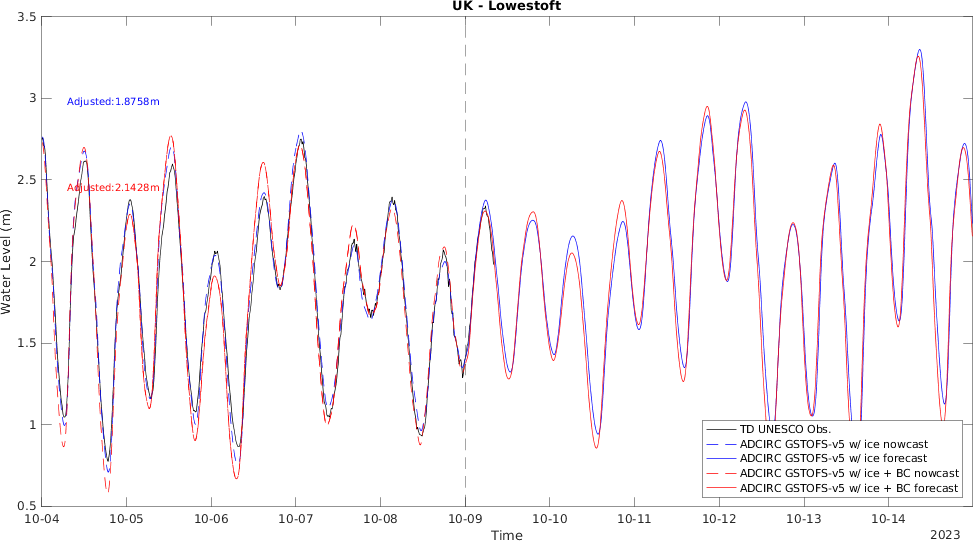 UK - Lowestoft
3.5
3
2.5
2
1.5
1
0.5
Water Level (m)
Adjusted:1.8758m
Adjusted:2.1428m
TD UNESCO Obs.
ADCIRC GSTOFS-v5 w/ ice nowcast
ADCIRC GSTOFS-v5 w/ ice forecast
ADCIRC GSTOFS-v5 w/ ice + BC nowcast
ADCIRC GSTOFS-v5 w/ ice + BC forecast
10-04 10-05 10-06 10-07 10-08 10-09 10-10 10-11 10-12 10-13 10-14
Time
2023